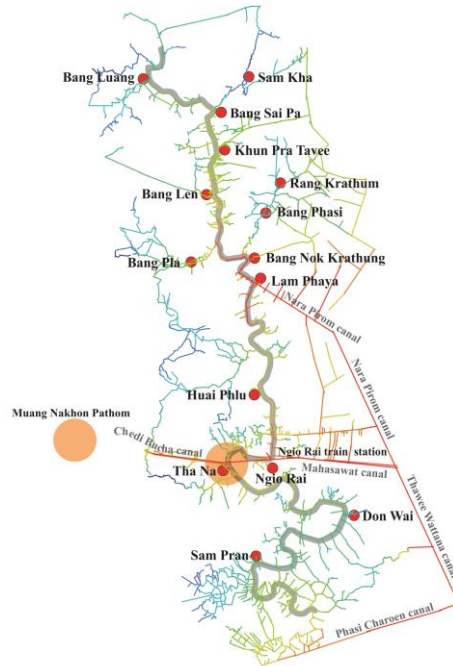 Bang Luang
Sam Kha
Bang Sai Pa
Khun Pra Tavee
Rang Krathum
Bang Len
Bang Phasi
Bang Pla
Bang Nok Krathung
Lam Phaya
Nara Pirom canal
Nara Pirom canal
Huai Phlu
Muang Nakhon Pathom
Chedi Bucha canal
Ngio Rai train station
Mahasawat canal
Tha Na
Ngio Rai
Thawee Wattana canal
Don Wai
Sam Pran
Phasi Charoen canal